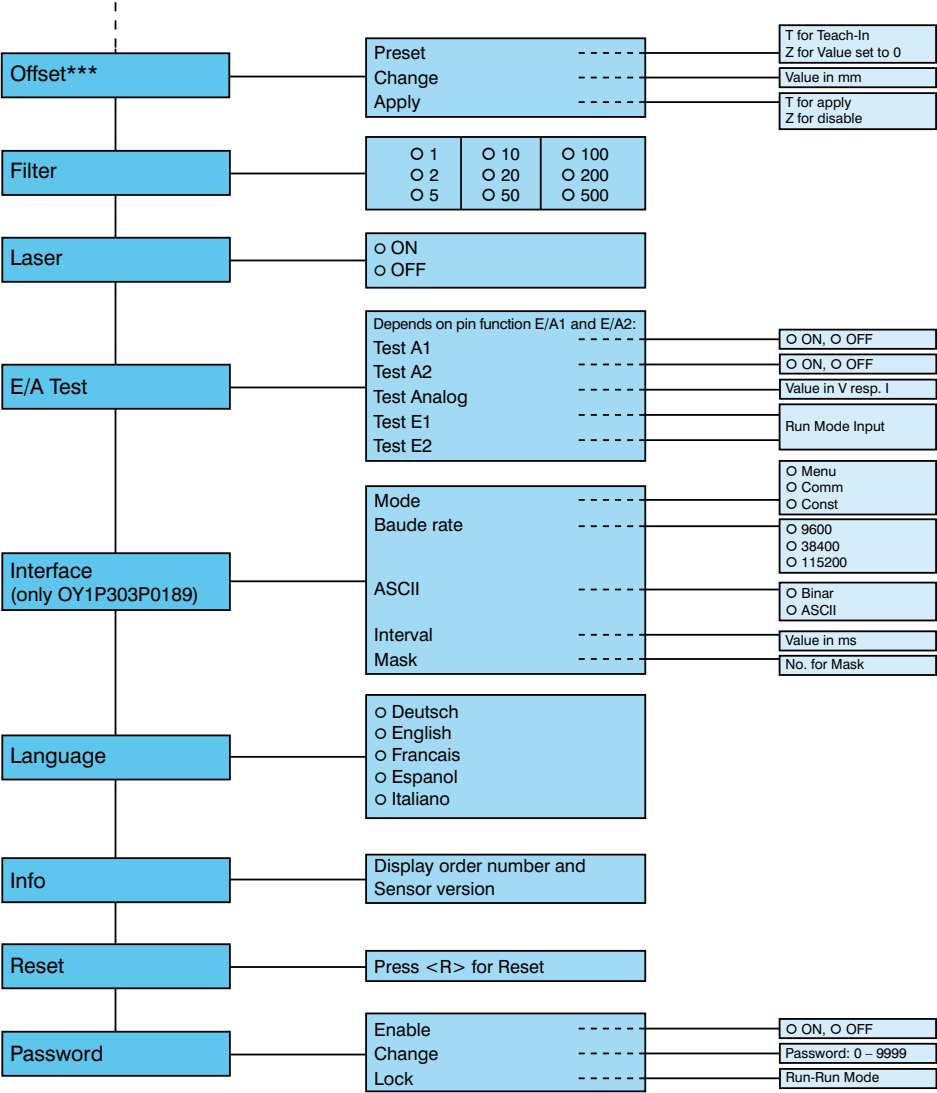 Offset***
Preset
Change
Apply
T for Teach-In
Z for Value set to 0
Value in mm
T for apply
Z for disable
Filter
O 1 O 10 O 100
O 2 O 20 O 200
O 5 O 50 O 500
Laser
O ON
O OFF
E/A Test
Depends on pin function E/A1 and E/A2:
Test A1
Test A2
Test Analog
Test E1
Test E2
O ON, O OFF
O ON, O OFF
Value in V resp. I
Run Mode Input
Interface
(only OY1P303P0189)
Mode
Baude rate
ASCII
Interval
Mask
O Menu
O Comm
O Const
O 9600
O 38400
O 115200
O Binar
O ASCII
Value in ms
No. for Mask
Language
O Deutsch
O English
O Francais
O Espanol
O Italiano
Info
Display order number and
Sensor version
Reset
Press <R> for Reset
Password
Enable
Change
Lock
O ON, O OFF
Password: 0 – 9999
Run-Run Mode